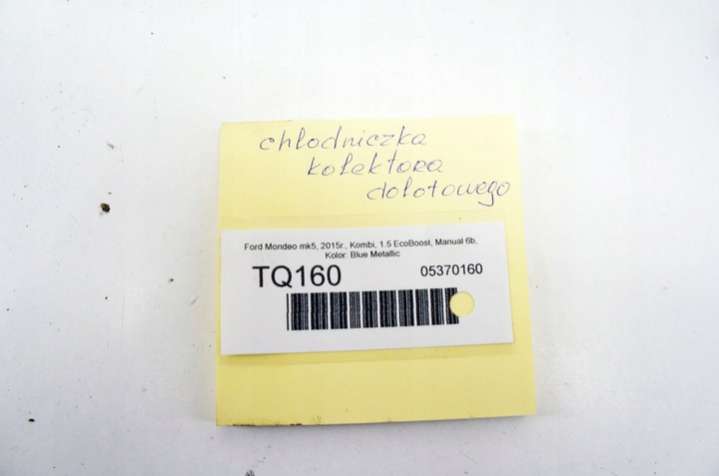 chłodniczka
kolektora
dolotowego
Ford Mondeo mk5, 2015r., Kombi, 1.5 EcoBoost, Manual 6b,
Kolor: Blue Metallic
TQ160 05370160